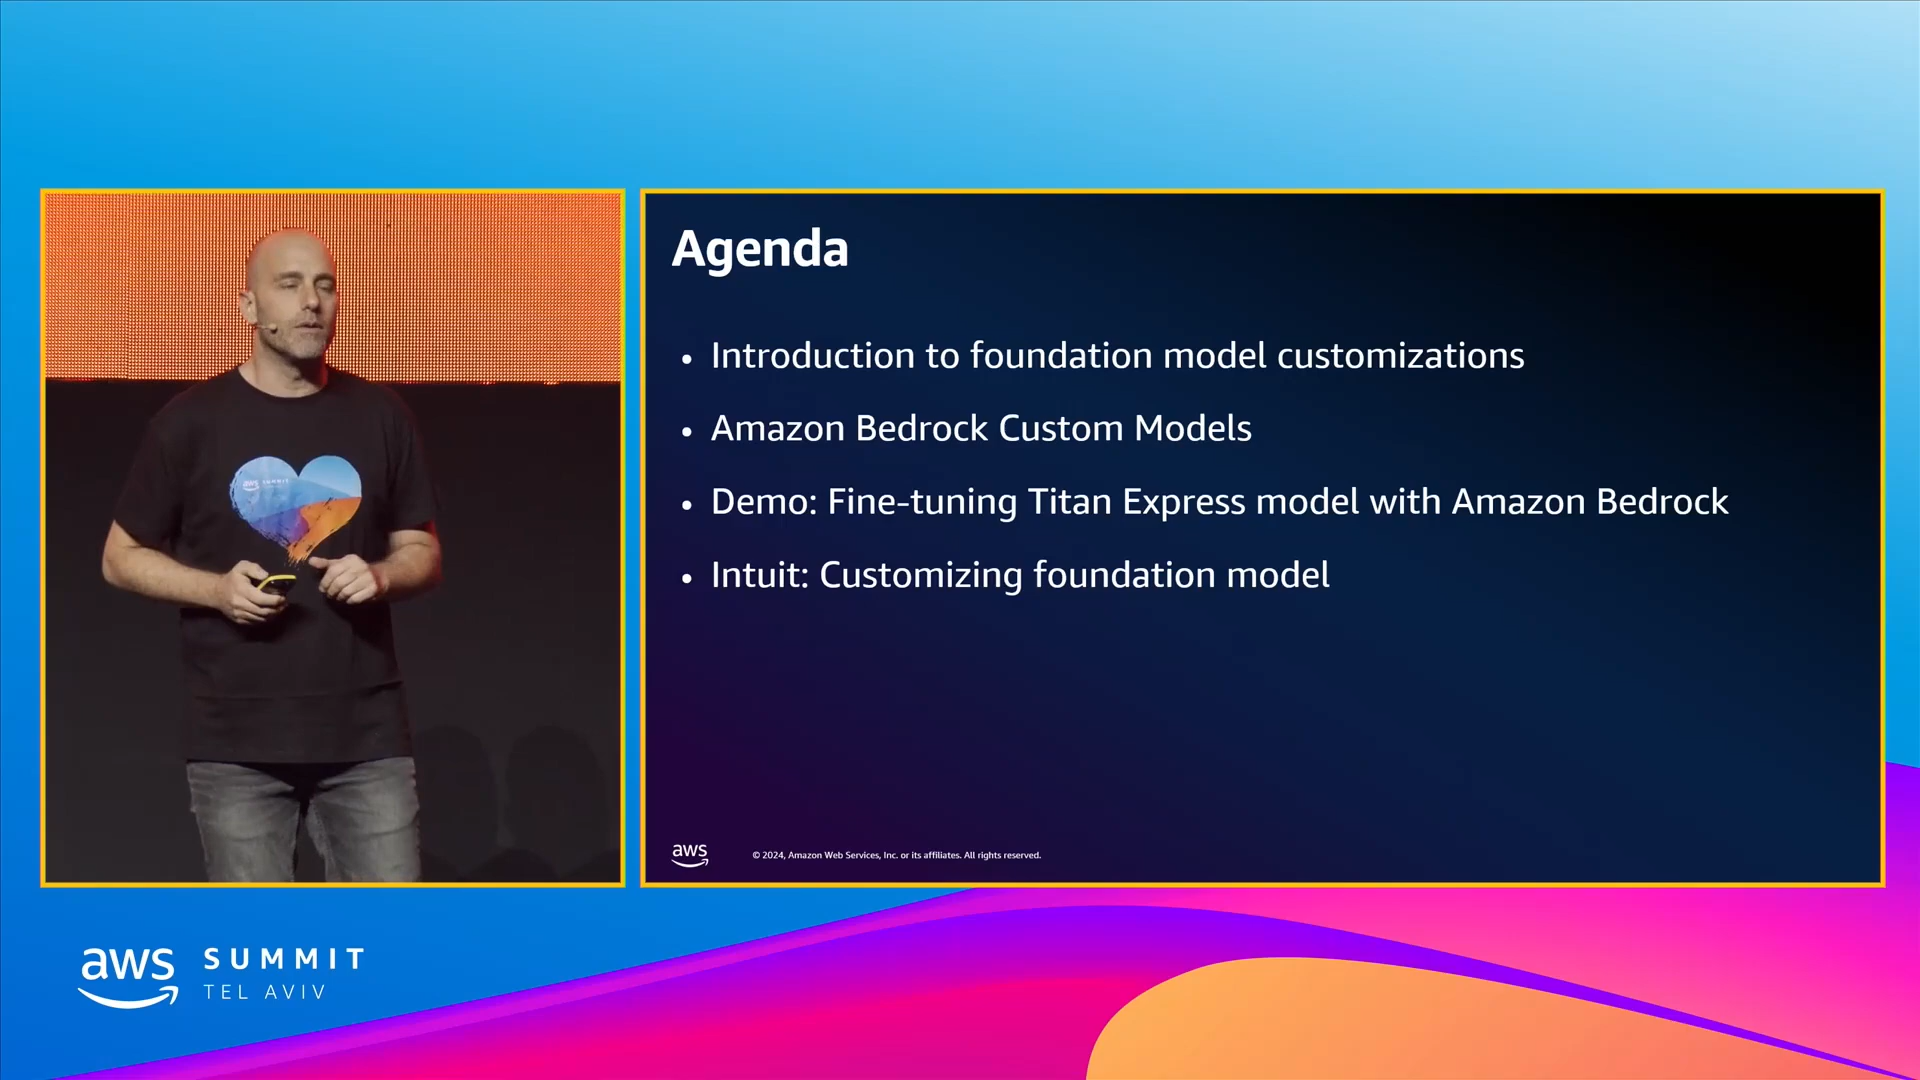 Agenda
• Introduction to foundation model customizations
• Amazon Bedrock Custom Models
• Demo: Fine-tuning Titan Express model with Amazon Bedrock
• Intuit: Customizing foundation model
aws
© 2024, Amazon Web Services, Inc. or its affiliates. All rights reserved.
aws SUMMIT
aws SUMMIT
TEL AVIV